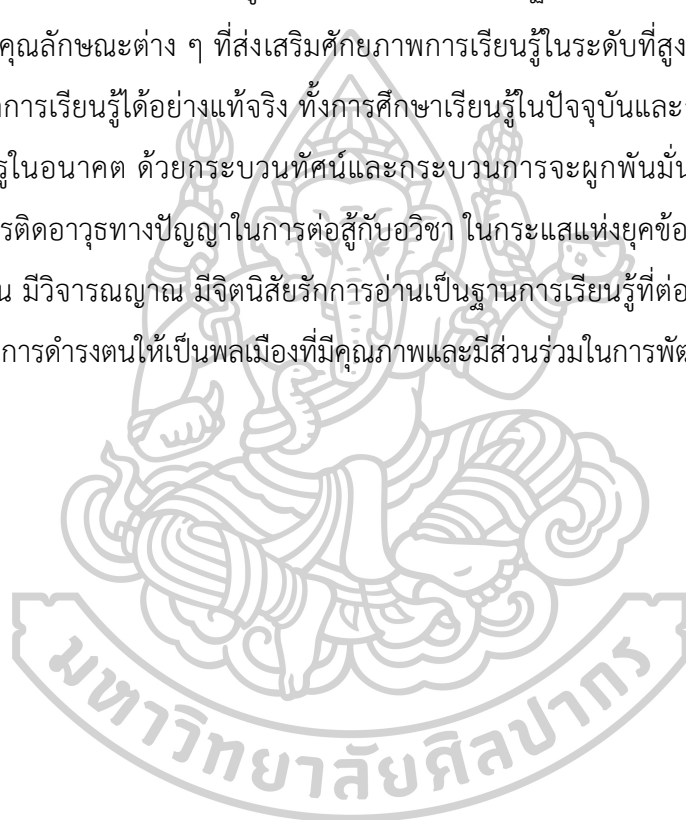 คุณลักษณะต่าง ๆ ที่ส่งเสริมศักยภาพการเรียนรู้ในระดับที่สูง
การเรียนรู้ได้อย่างแท้จริง ทั้งการศึกษาเรียนรู้ในปัจจุบันและ
รูในอนาคต ด้วยกระบวนทัศน์และกระบวนการจะผูกพันมั่น
รติดอาวุธทางปัญญาในการต่อสู้กับอวิชา ในกระแสแห่งยุคข้อ
น มีวิจารณญาณ มีจิตนิสัยรักการอ่านเป็นฐานการเรียนรู้ที่ต่อ
การดำรงตนให้เป็นพลเมืองที่มีคุณภาพและมีส่วนร่วมในการพัฒ
มหาวิทยาลัยศิลปากร